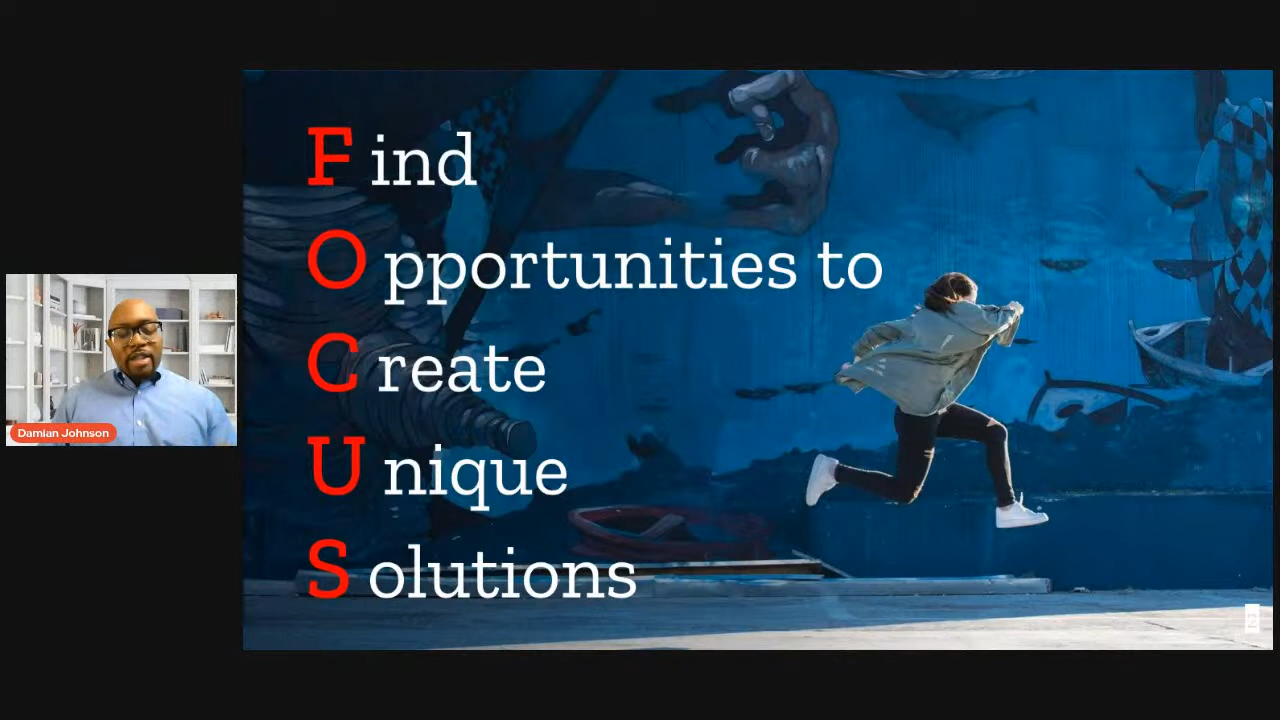 Find
Opportunities to
Create
Unique
Solutions
Damian Johnson